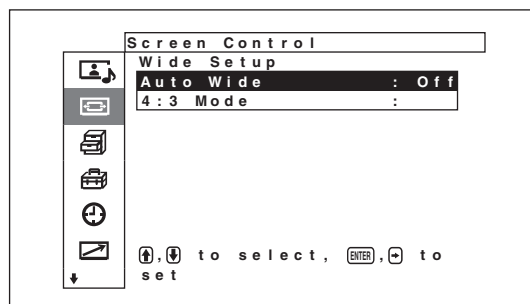 Screen Control
Wide Setup
Auto Wide : Off
4:3 Mode :
↑,↓ to select, ENTER,→ to
set